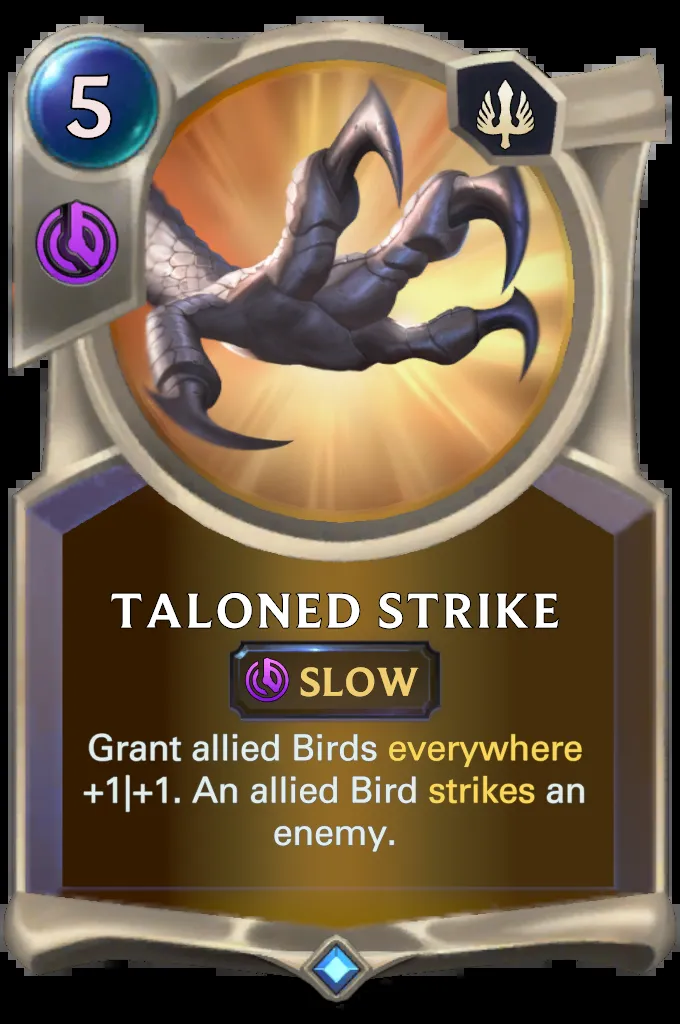 5
TALONED STRIKE
SLOW
Grant allied Birds everywhere
+1|+1. An allied Bird strikes an
enemy.